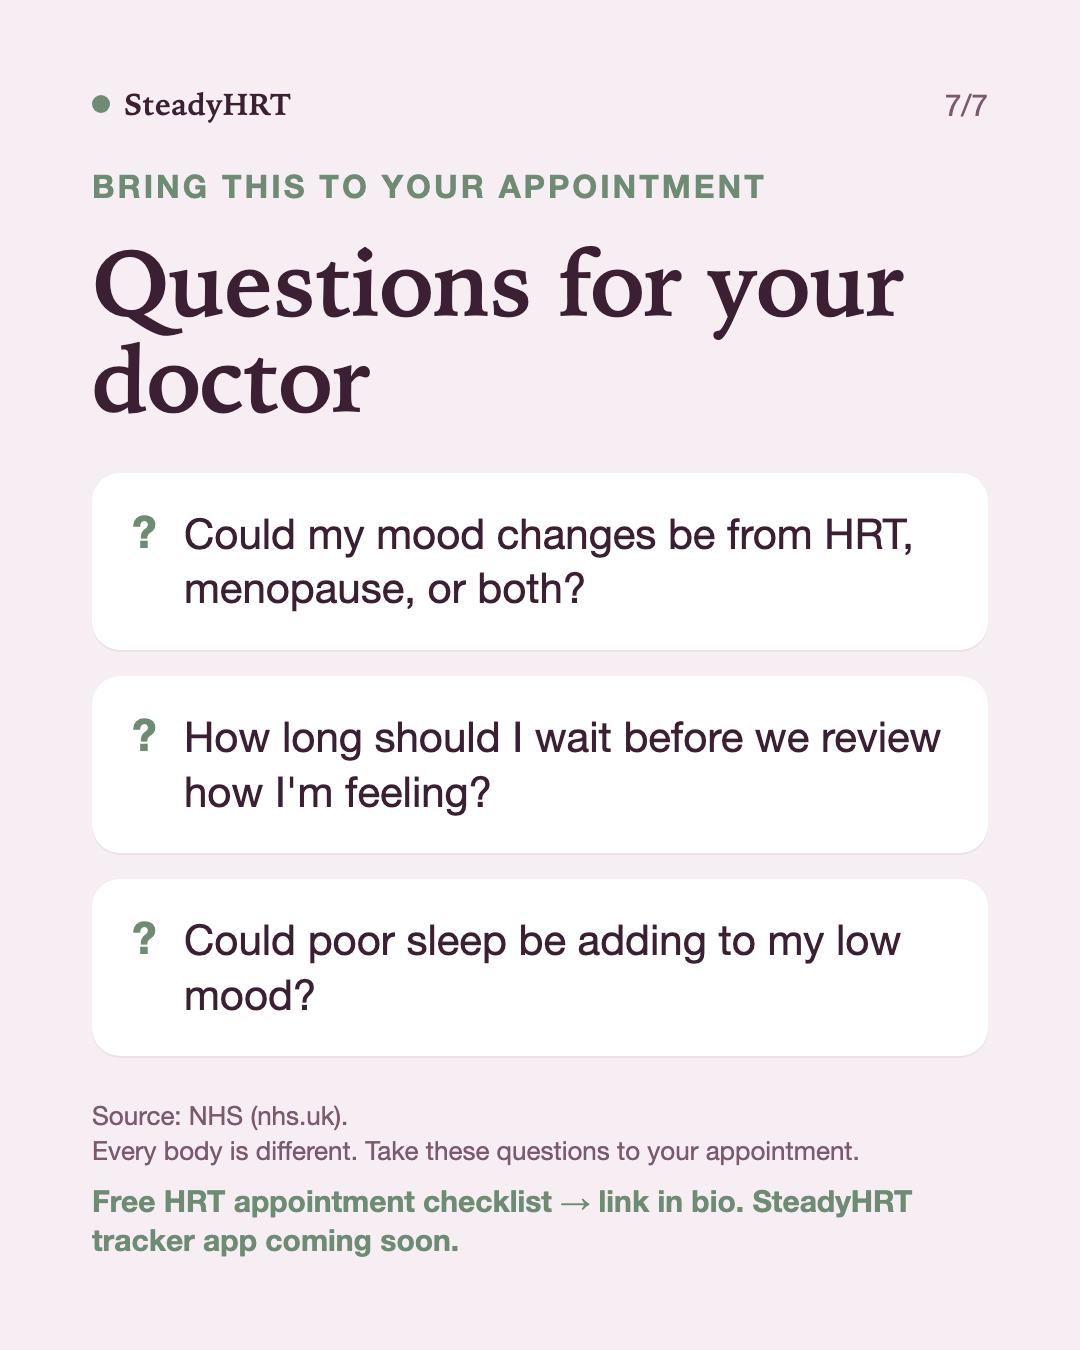 SteadyHRT
7/7
BRING THIS TO YOUR APPOINTMENT
Questions for your
doctor
? Could my mood changes be from HRT,
menopause, or both?
? How long should I wait before we review
how I'm feeling?
? Could poor sleep be adding to my low
mood?
Source: NHS (nhs.uk).
Every body is different. Take these questions to your appointment.
Free HRT appointment checklist → link in bio. SteadyHRT
tracker app coming soon.